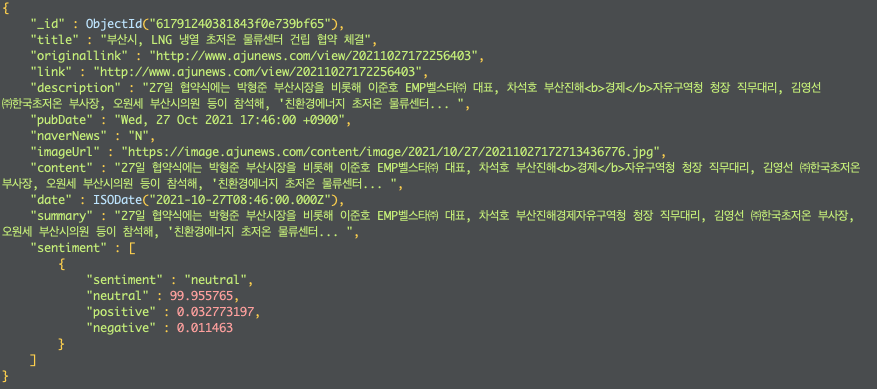 {
"_id" : ObjectId("61791240381843f0e739bf65"),
"title" : "부산시, LNG 냉열 초저온 물류센터 건립 협약 체결",
"originallink" : "http://www.ajunews.com/view/20211027172256403",
"link" : "http://www.ajunews.com/view/20211027172256403",
"description" : "27일 협약식에는 박형준 부산시장을 비롯해 이준호 EMP벨스타㈜ 대표, 차석호 부산진해<b>경제</b>자유구역청 청장 직무대리, 김영선
㈜한국초저온 부사장, 오원세 부산시의원 등이 참석해, '친환경에너지 초저온 물류센터... ",
"pubDate" : "Wed, 27 Oct 2021 17:46:00 +0900",
"naverNews" : "N",
"imageUrl" : "https://image.ajunews.com/content/image/2021/10/27/20211027172713436776.jpg",
"content" : "27일 협약식에는 박형준 부산시장을 비롯해 이준호 EMP벨스타㈜ 대표, 차석호 부산진해<b>경제</b>자유구역청 청장 직무대리, 김영선 ㈜한국초저온
부사장, 오원세 부산시의원 등이 참석해, '친환경에너지 초저온 물류센터... ",
"date" : ISODate("2021-10-27T08:46:00.000Z"),
"summary" : "27일 협약식에는 박형준 부산시장을 비롯해 이준호 EMP벨스타㈜ 대표, 차석호 부산진해경제자유구역청 청장 직무대리, 김영선 ㈜한국초저온 부사장,
오원세 부산시의원 등이 참석해, '친환경에너지 초저온 물류센터... ",
"sentiment" : [
{
"sentiment" : "neutral",
"neutral" : 99.955765,
"positive" : 0.032773197,
"negative" : 0.011463
}
]
}